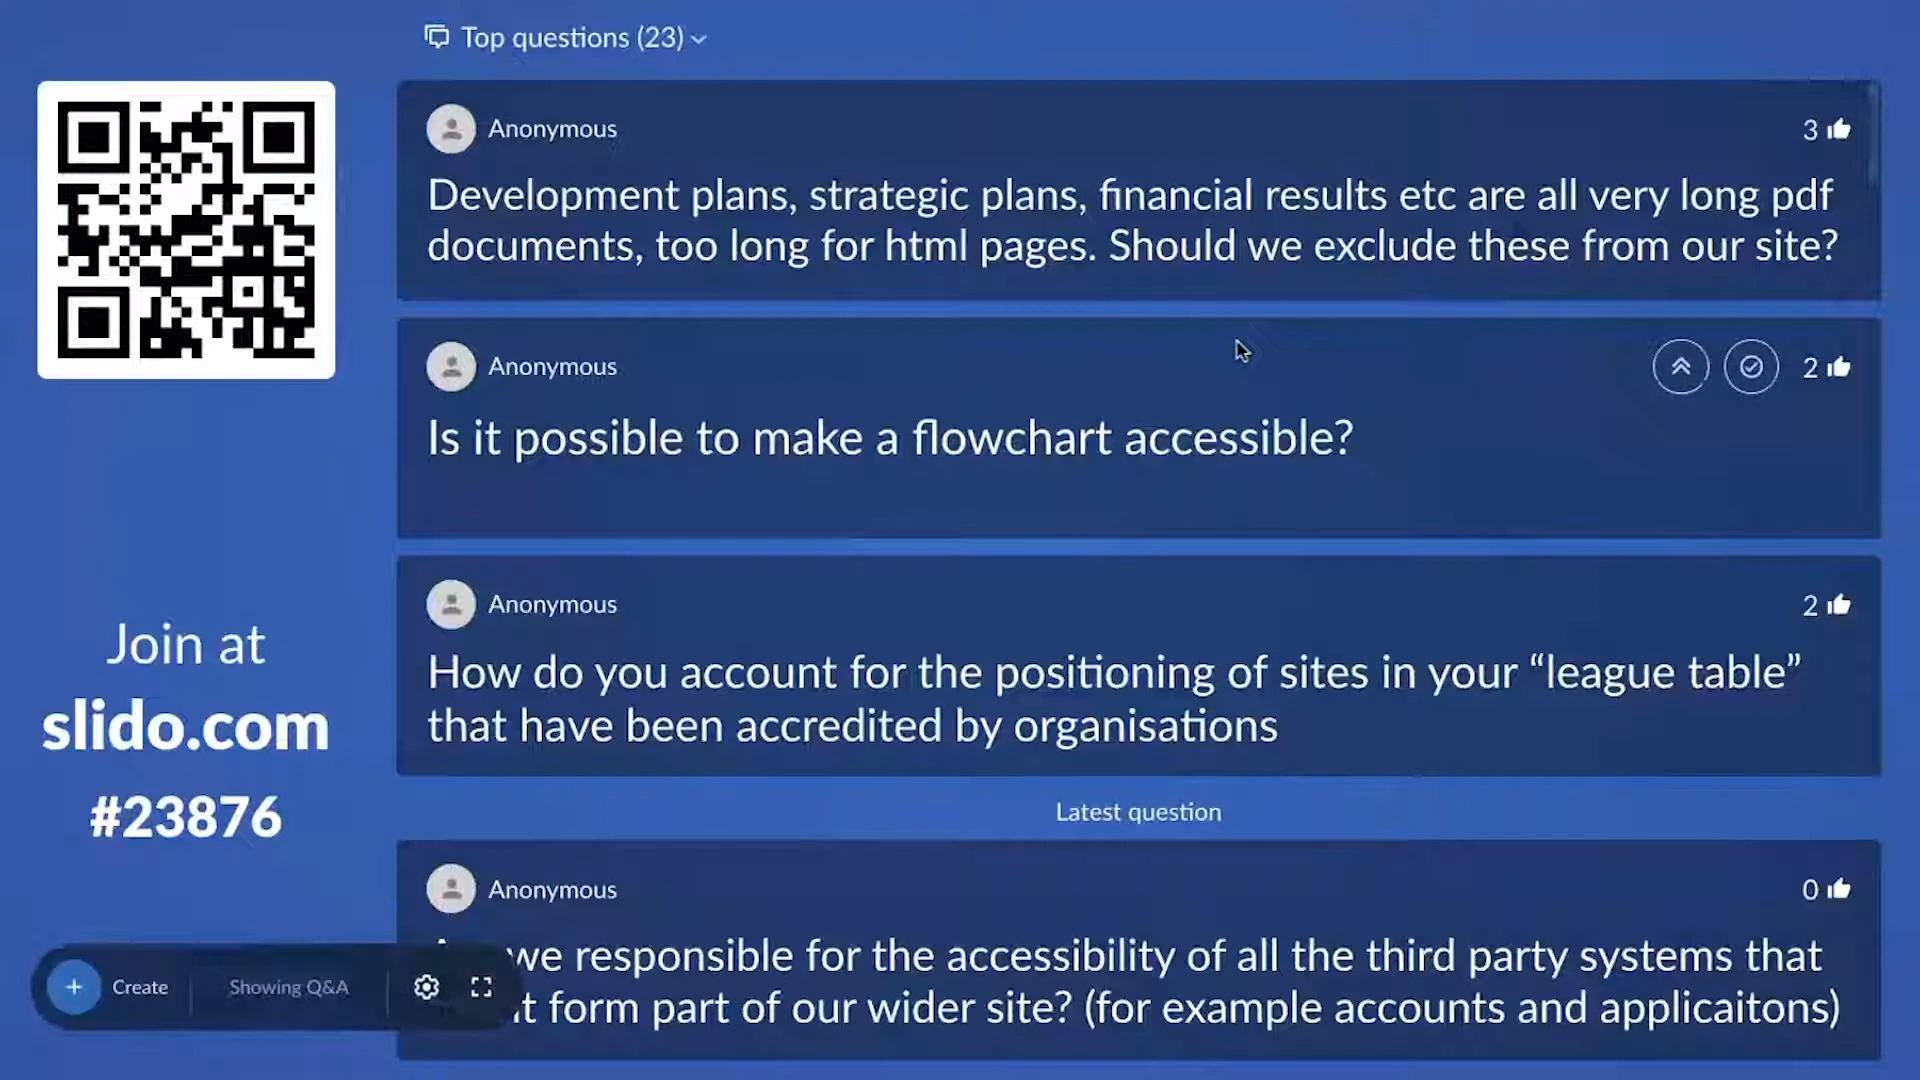 Top questions (23)
Anonymous
3
Development plans, strategic plans, financial results etc are all very long pdf
documents, too long for html pages. Should we exclude these from our site?
Anonymous
2
Is it possible to make a flowchart accessible?
Anonymous
2
How do you account for the positioning of sites in your “league table”
that have been accredited by organisations
Latest question
Anonymous
0
we responsible for the accessibility of all the third party systems that
form part of our wider site? (for example accounts and applicaitons)
Join at
slido.com
#23876
Create
Showing Q&A